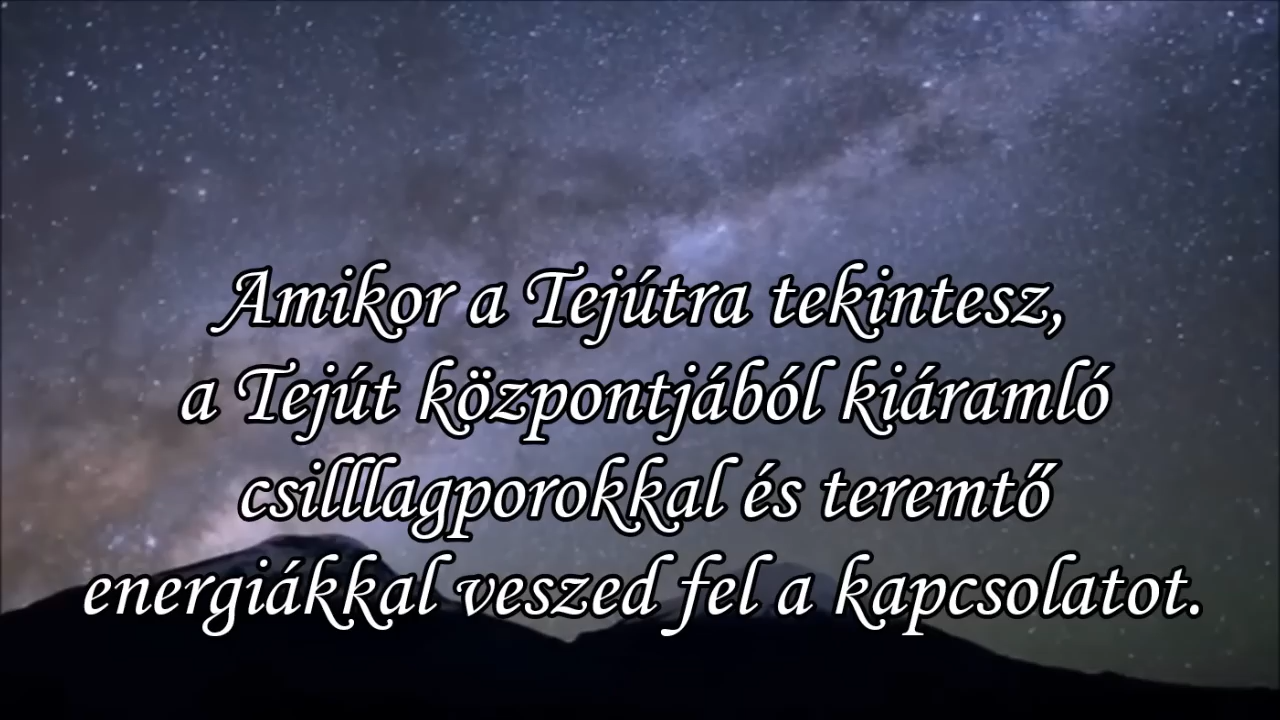 Amikor a Tejútra tekintesz,
a Tejút központjából kiáramló
csilllagporokkal és teremtő
energiákkal veszed fel a kapcsolatot.